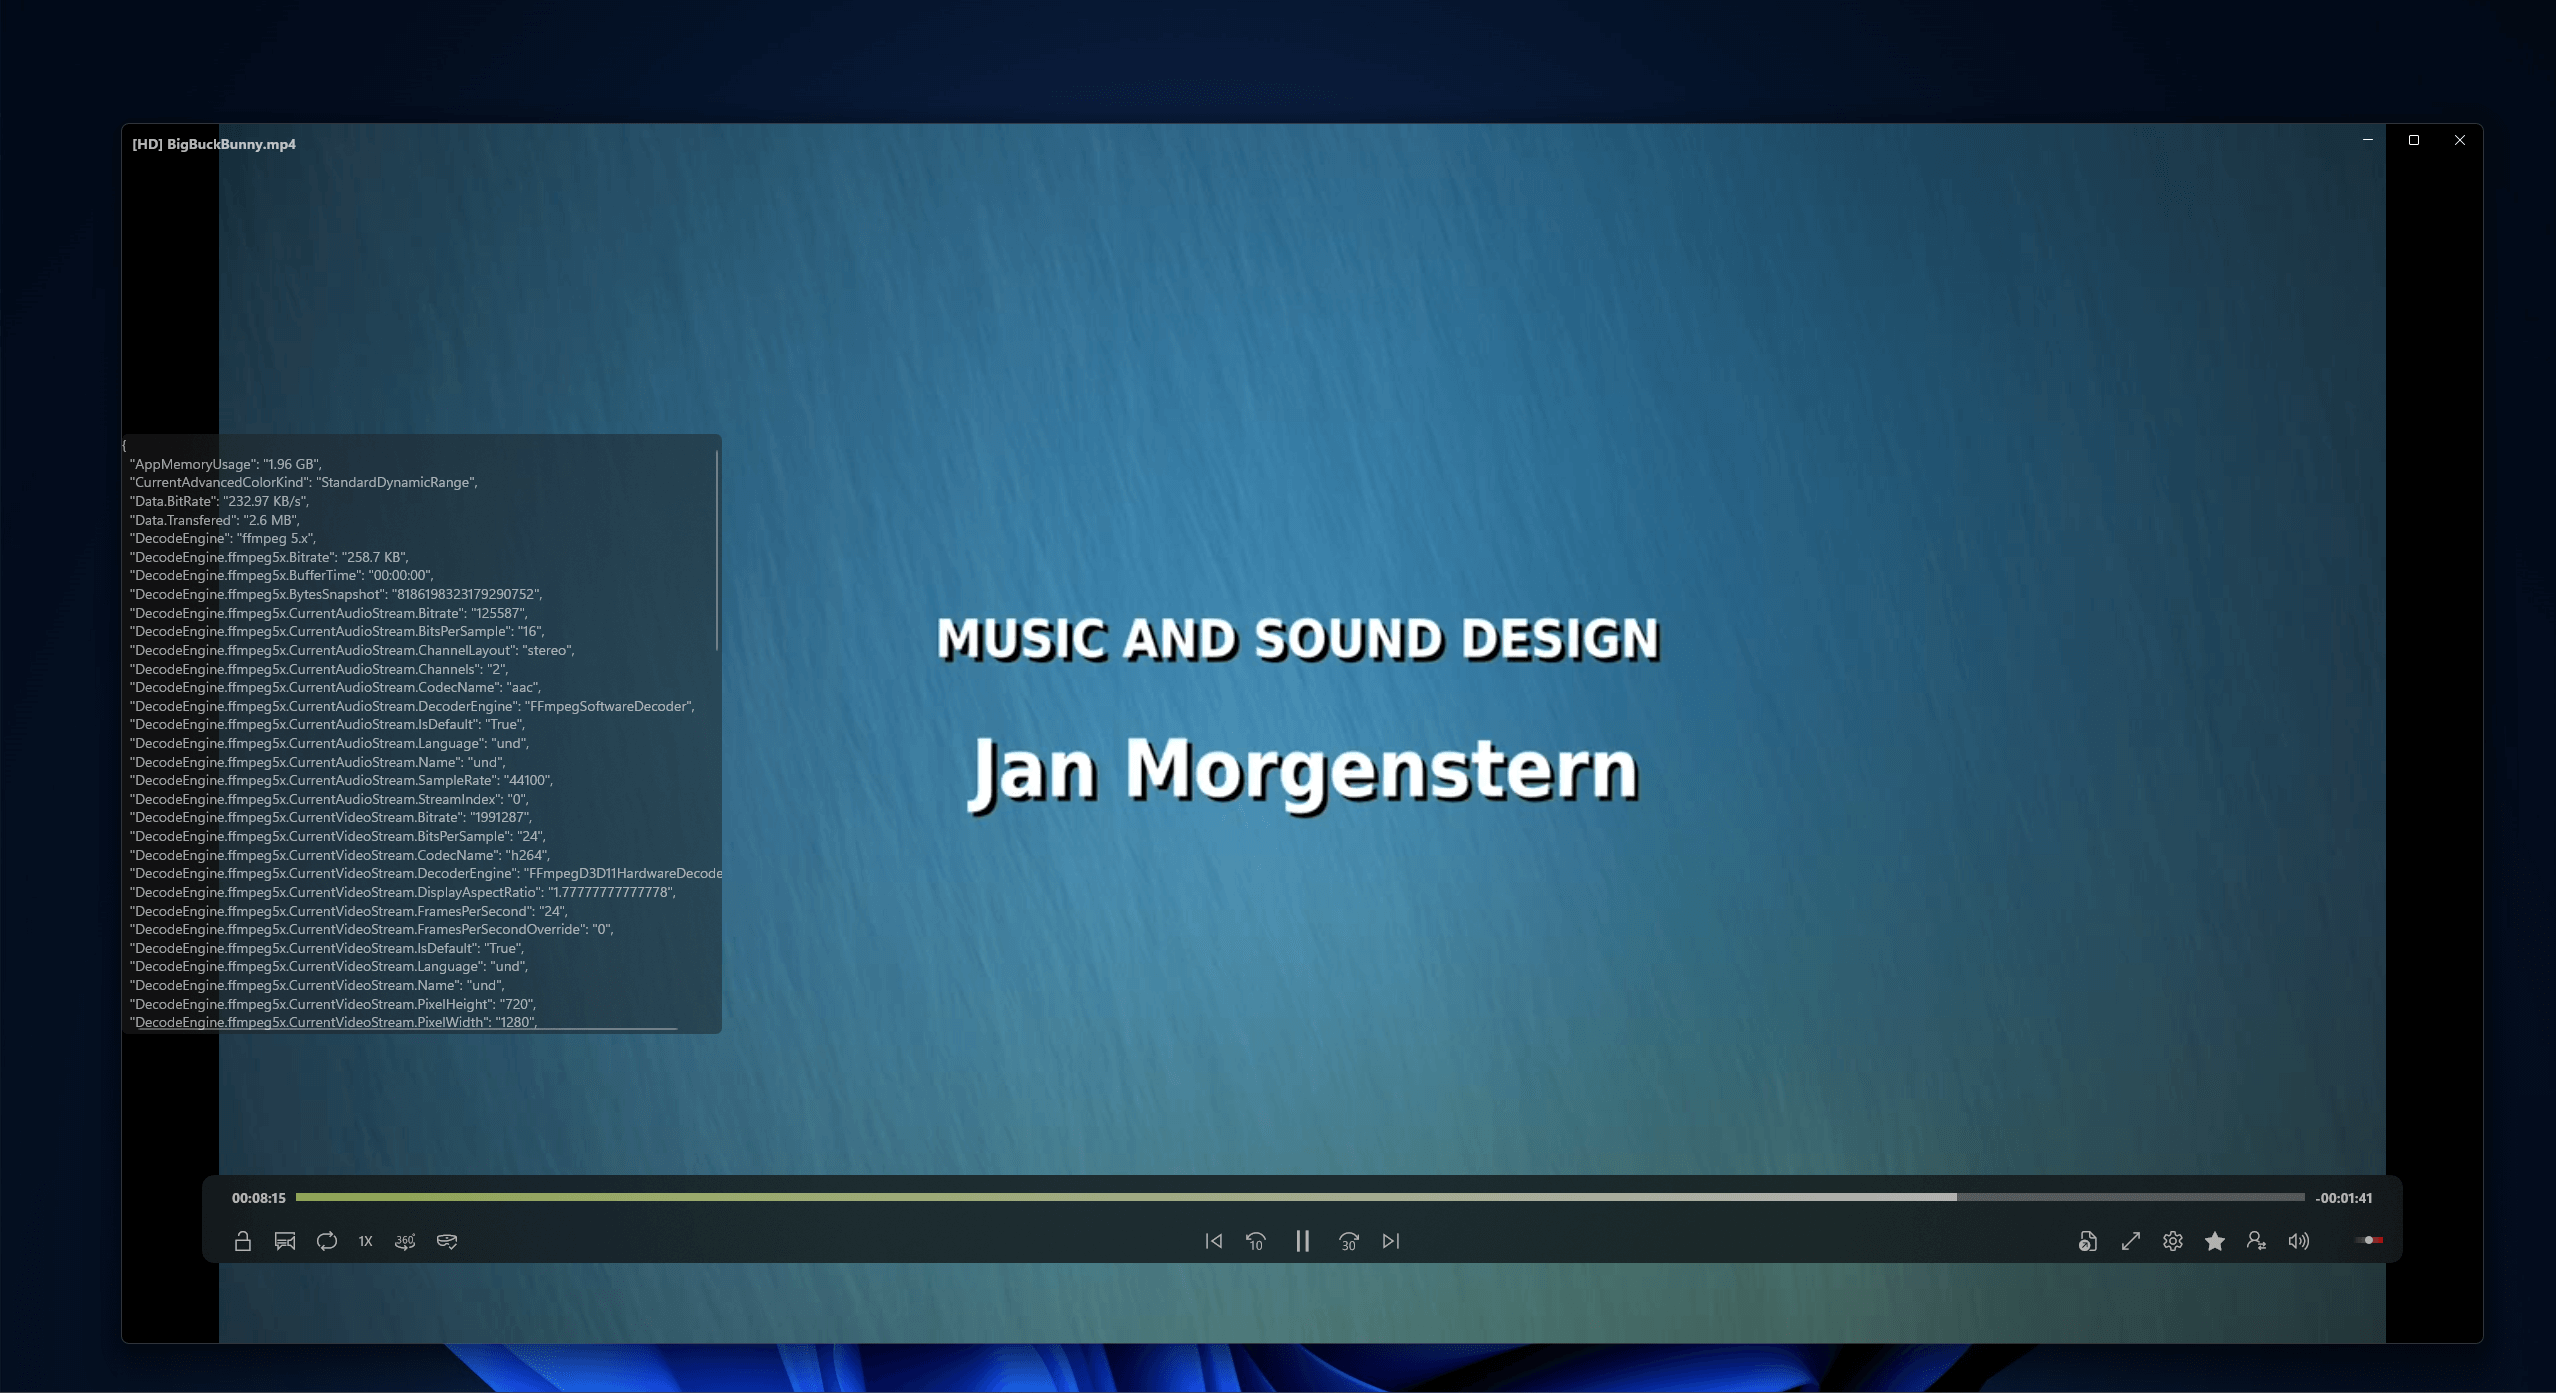 [HD] BigBuckBunny.mp4
{
"AppMemoryUsage": "1.96 GB",
"CurrentAdvancedColorKind": "StandardDynamicRange",
"Data.BitRate": "232.97 KB/s",
"Data.Transfered": "2.6 MB",
"DecodeEngine": "ffmpeg 5.x",
"DecodeEngine.ffmpeg5x.Bitrate": "258.7 KB",
"DecodeEngine.ffmpeg5x.BufferTime": "00:00:00",
"DecodeEngine.ffmpeg5x.BytesSnapshot": "8186198323179290752",
"DecodeEngine.ffmpeg5x.CurrentAudioStream.Bitrate": "125587",
"DecodeEngine.ffmpeg5x.CurrentAudioStream.BitsPerSample": "16",
"DecodeEngine.ffmpeg5x.CurrentAudioStream.ChannelLayout": "stereo",
"DecodeEngine.ffmpeg5x.CurrentAudioStream.Channels": "2",
"DecodeEngine.ffmpeg5x.CurrentAudioStream.CodecName": "aac",
"DecodeEngine.ffmpeg5x.CurrentAudioStream.DecoderEngine": "FFmpegSoftwareDecoder",
"DecodeEngine.ffmpeg5x.CurrentAudioStream.IsDefault": "True",
"DecodeEngine.ffmpeg5x.CurrentAudioStream.Language": "und",
"DecodeEngine.ffmpeg5x.CurrentAudioStream.Name": "und",
"DecodeEngine.ffmpeg5x.CurrentAudioStream.SampleRate": "44100",
"DecodeEngine.ffmpeg5x.CurrentAudioStream.StreamIndex": "0",
"DecodeEngine.ffmpeg5x.CurrentVideoStream.Bitrate": "1991287",
"DecodeEngine.ffmpeg5x.CurrentVideoStream.BitsPerSample": "24",
"DecodeEngine.ffmpeg5x.CurrentVideoStream.CodecName": "h264",
"DecodeEngine.ffmpeg5x.CurrentVideoStream.DecoderEngine": "FFmpegD3D11HardwareDecode
"DecodeEngine.ffmpeg5x.CurrentVideoStream.DisplayAspectRatio": "1.77777777777778",
"DecodeEngine.ffmpeg5x.CurrentVideoStream.FramesPerSecond": "24",
"DecodeEngine.ffmpeg5x.CurrentVideoStream.FramesPerSecondOverride": "0",
"DecodeEngine.ffmpeg5x.CurrentVideoStream.IsDefault": "True",
"DecodeEngine.ffmpeg5x.CurrentVideoStream.Language": "und",
"DecodeEngine.ffmpeg5x.CurrentVideoStream.Name": "und",
"DecodeEngine.ffmpeg5x.CurrentVideoStream.PixelHeight": "720",
"DecodeEngine.ffmpeg5x.CurrentVideoStream.PixelWidth": "1280",
MUSIC AND SOUND DESIGN
Jan Morgenstern
00:08:15
-00:01:41
1X
360°
10
30